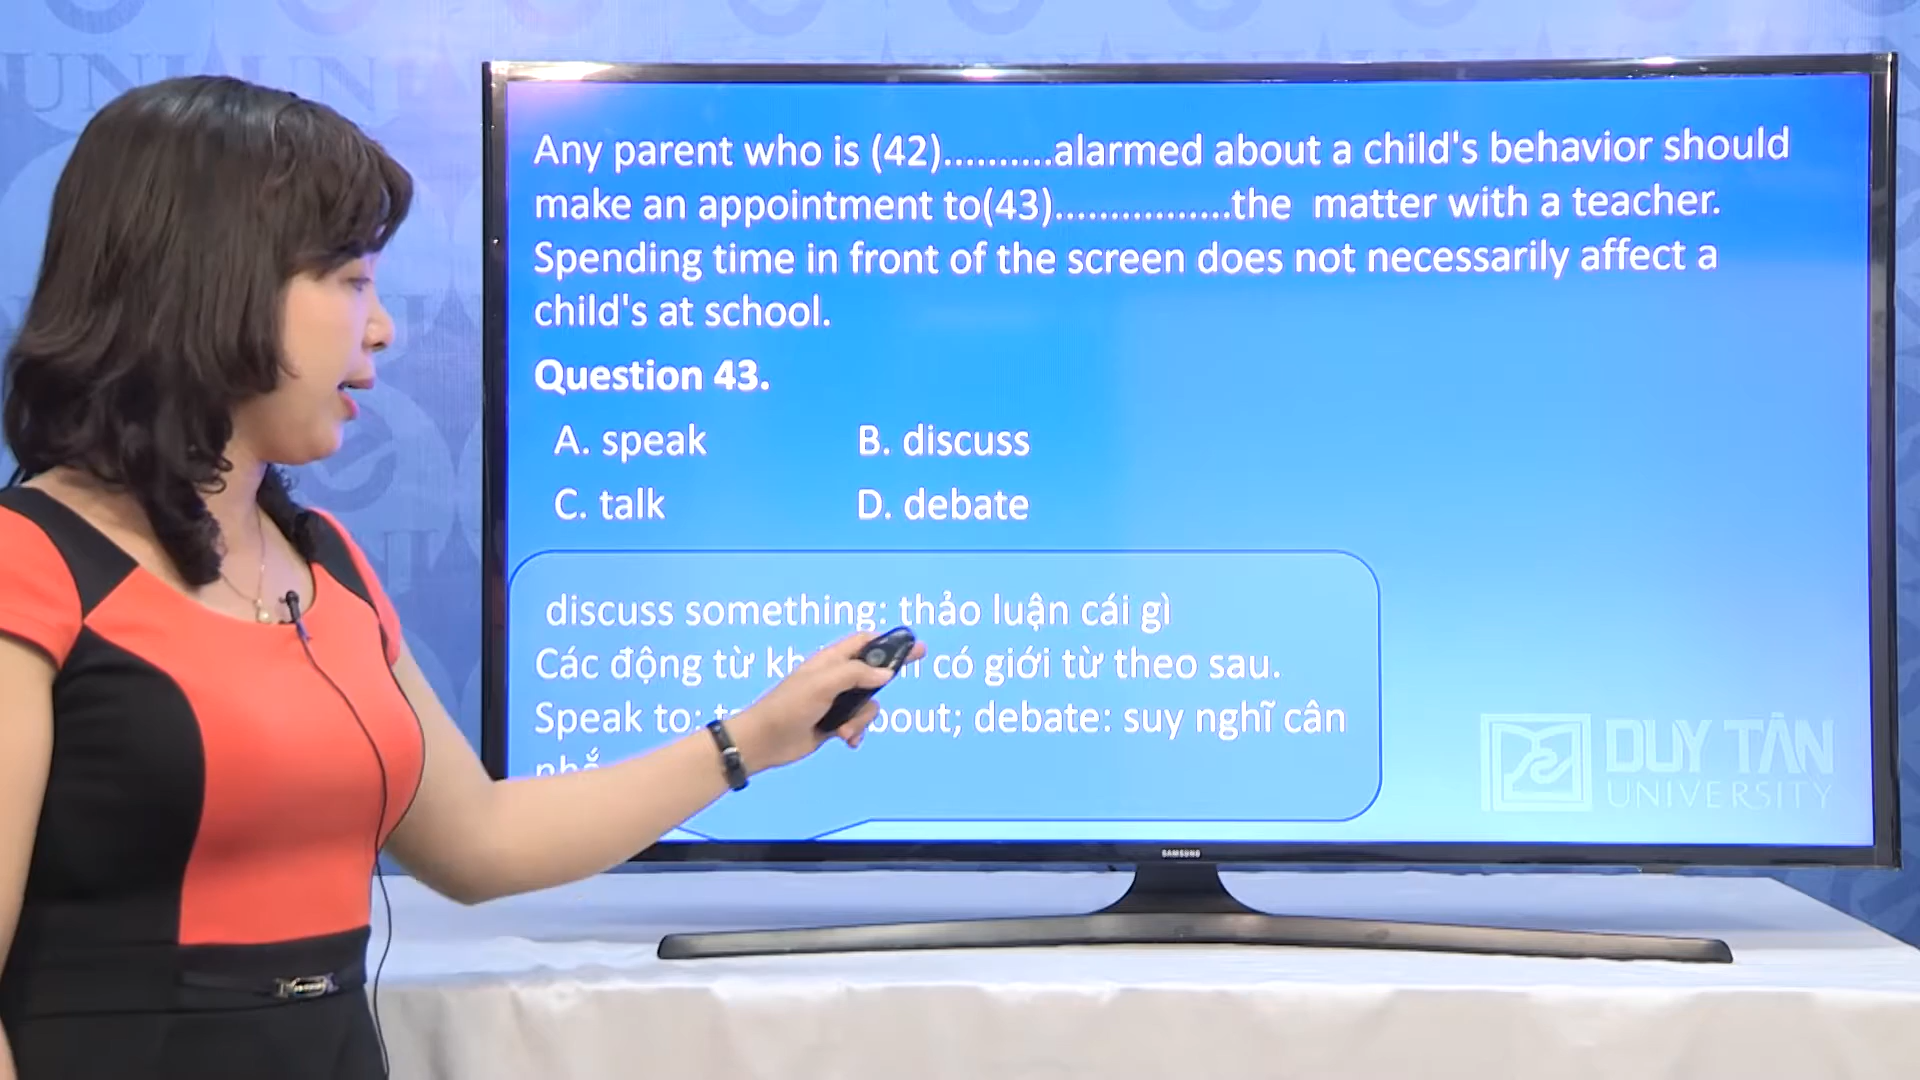 Any parent who is (42)..........alarmed about a child's behavior should
make an appointment to(43)................the matter with a teacher.
Spending time in front of the screen does not necessarily affect a
child's at school.
Question 43.
A. speak B. discuss
C. talk D. debate
discuss something: thảo luận cái gì
Các động từ có giới từ theo sau.
Speak to; debate: suy nghĩ cân
DUY TÂN
UNIVERSITY
SAMSUNG